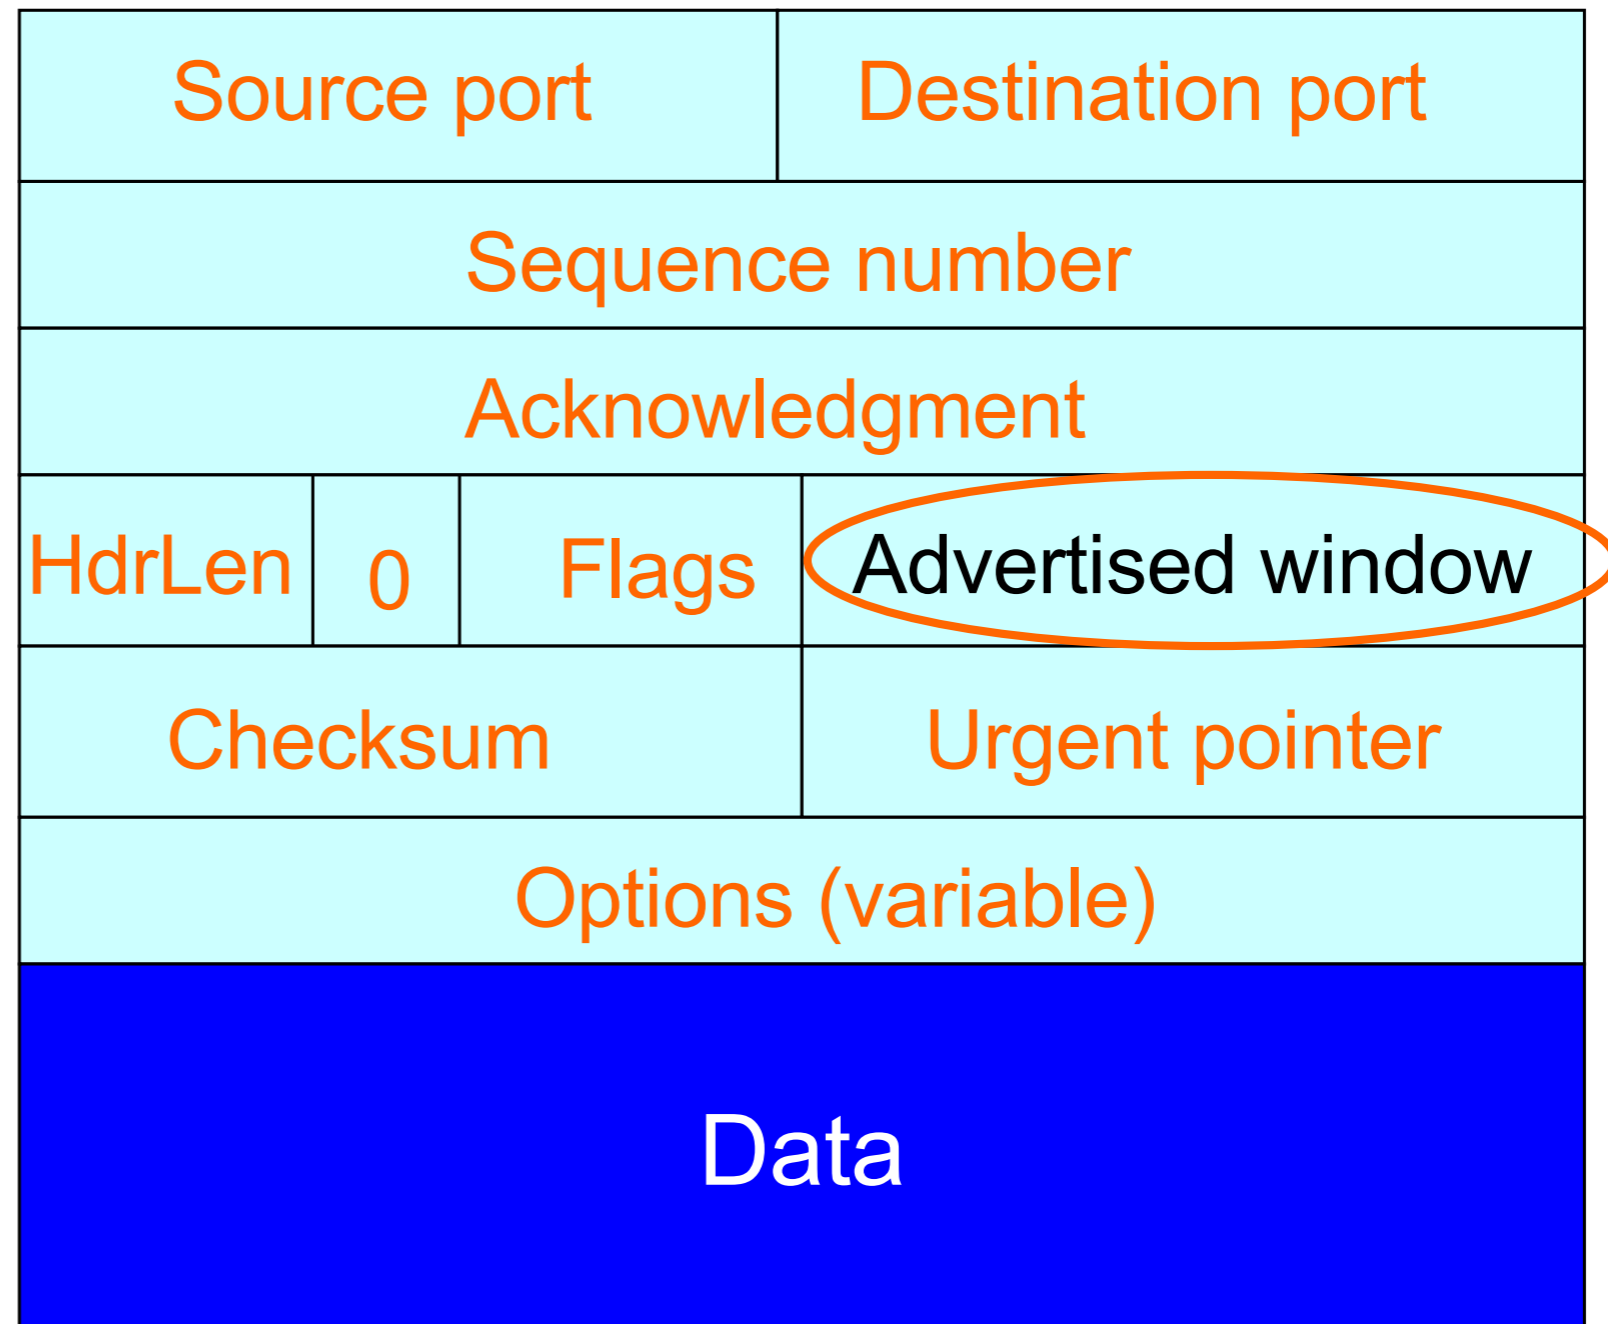 Source port
Destination port
Sequence number
Acknowledgment
HdrLen
0
Flags
Advertised window
Checksum
Urgent pointer
Options (variable)
Data